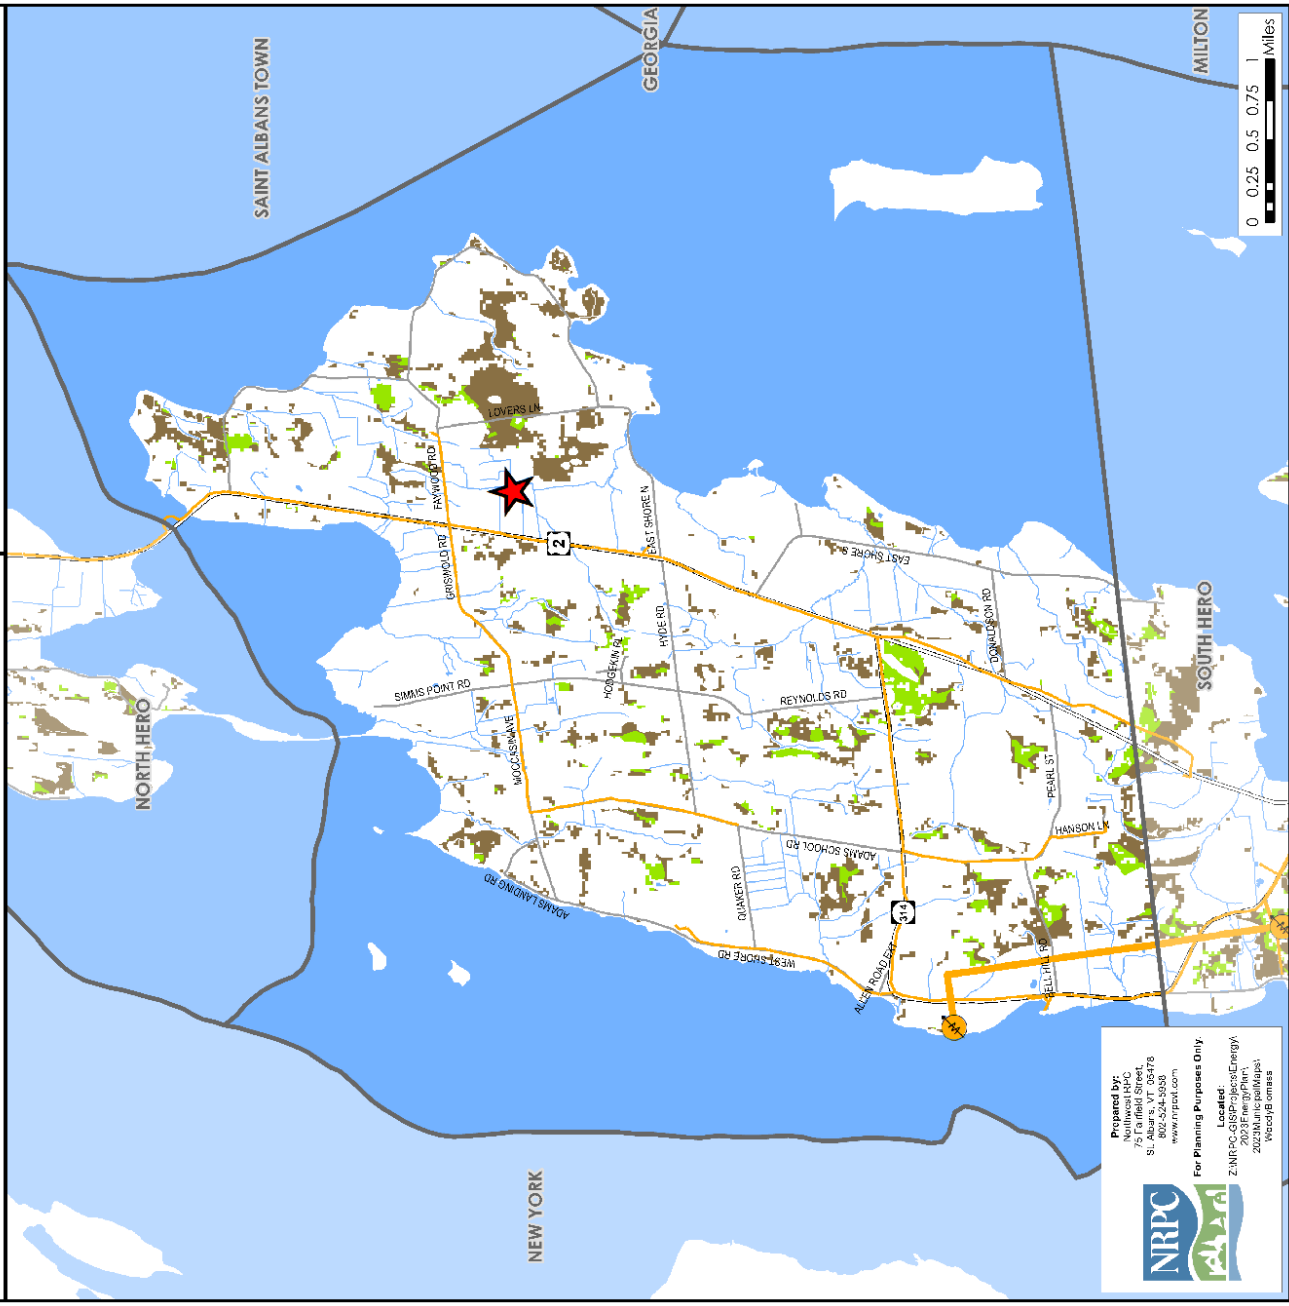 SAINT ALBANS TOWN
GEORGIA
MILTON
0 0.25 0.5 0.75 1
Miles
NORTH HERO
FAYWOOD RD
LOVERS LN
GRISWOLD RD
2
EAST SHORE N
SIMMS POINT RD
HODGEKIN
HYDE RD
EAST SHORE S
MOCCASIN AVE
REYNOLDS RD
DONALDSON RD
SOUTH HERO
ADAMS LANDING RD
QUAKER RD
ADAMS SCHOOL RD
PEARL ST
HANSON LN
WEST SHORE RD
314
ALLEN ROAD EXT
BELL HILL RD
NEW YORK
NRPC
Prepared by:
Northwest RPC
75 Fairfield Street,
St. Albans, VT 05478
802-524-5958
www.nrpcvt.com
For Planning Purposes Only.
Located:
Z:\NRPC-GIS\Projects\Energy\
2023EnergyPlan\
2023MunicipalMaps\
WoodyBiomass